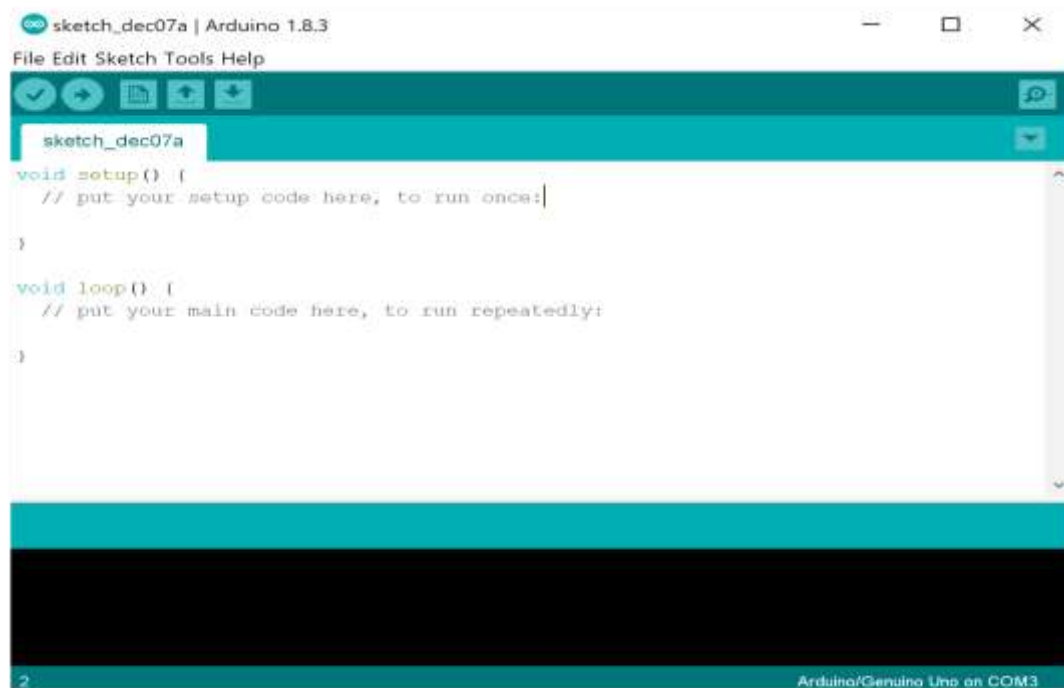 sketch_dec07a | Arduino 1.8.3
File Edit Sketch Tools Help
sketch_dec07a
void setup() {
  // put your setup code here, to run once:

}

void loop() {
  // put your main code here, to run repeatedly:

}
2
Arduino/Genuino Uno on COM3